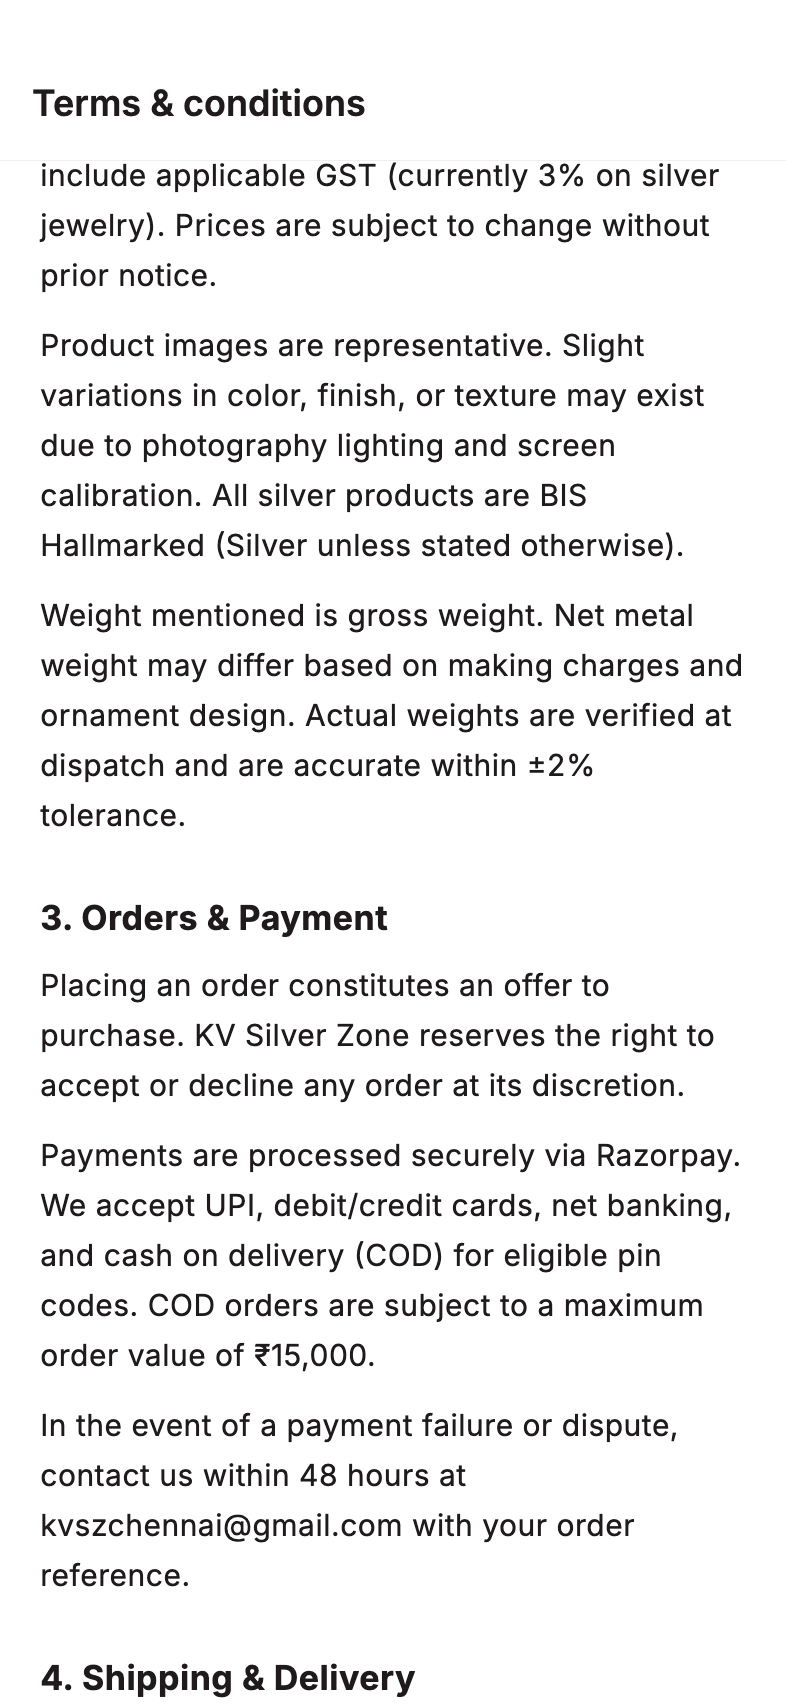 Terms & conditions
include applicable GST (currently 3% on silver
jewelry). Prices are subject to change without
prior notice.
Product images are representative. Slight
variations in color, finish, or texture may exist
due to photography lighting and screen
calibration. All silver products are BIS
Hallmarked (Silver unless stated otherwise).
Weight mentioned is gross weight. Net metal
weight may differ based on making charges and
ornament design. Actual weights are verified at
dispatch and are accurate within ±2%
tolerance.
3. Orders & Payment
Placing an order constitutes an offer to
purchase. KV Silver Zone reserves the right to
accept or decline any order at its discretion.
Payments are processed securely via Razorpay.
We accept UPI, debit/credit cards, net banking,
and cash on delivery (COD) for eligible pin
codes. COD orders are subject to a maximum
order value of ₹15,000.
In the event of a payment failure or dispute,
contact us within 48 hours at
kvszchennai@gmail.com with your order
reference.
4. Shipping & Delivery